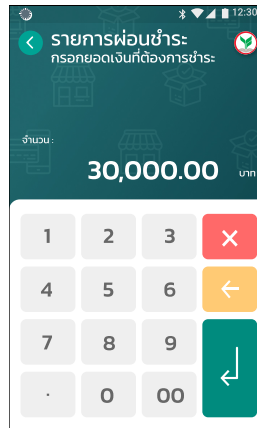 12:30
รายการผ่อนชำระ
กรอกยอดเงินที่ต้องการชำระ
จำนวน :
30,000.00 บาท
1 2 3
4 5 6
7 8 9
. 0 00